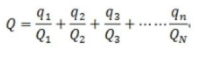 Q = q₁/Q₁ + q₂/Q₂ + q₃/Q₃ + ⋯⋯ qₙ/Q_N,